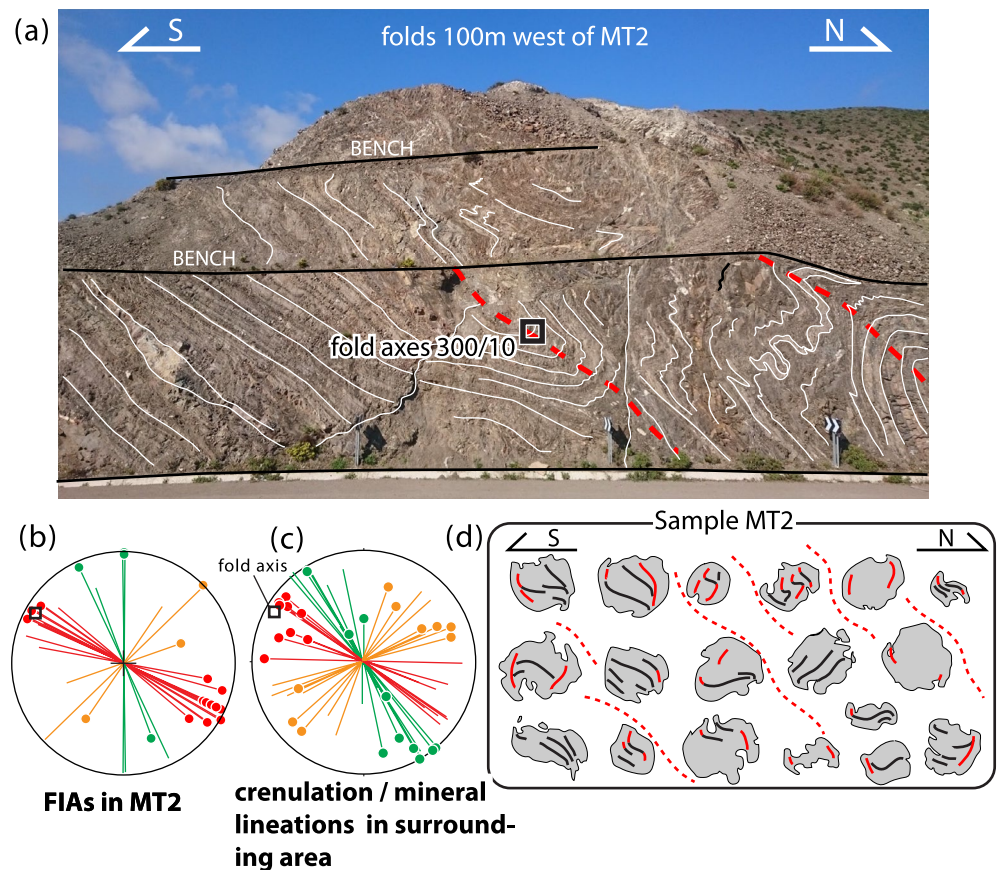 (a)
S
folds 100m west of MT2
N
BENCH
BENCH
fold axes 300/10
(b)
(c)
(d)
Sample MT2
fold axis
S
N
FIAs in MT2
crenulation / mineral
lineations in surround-
ing area